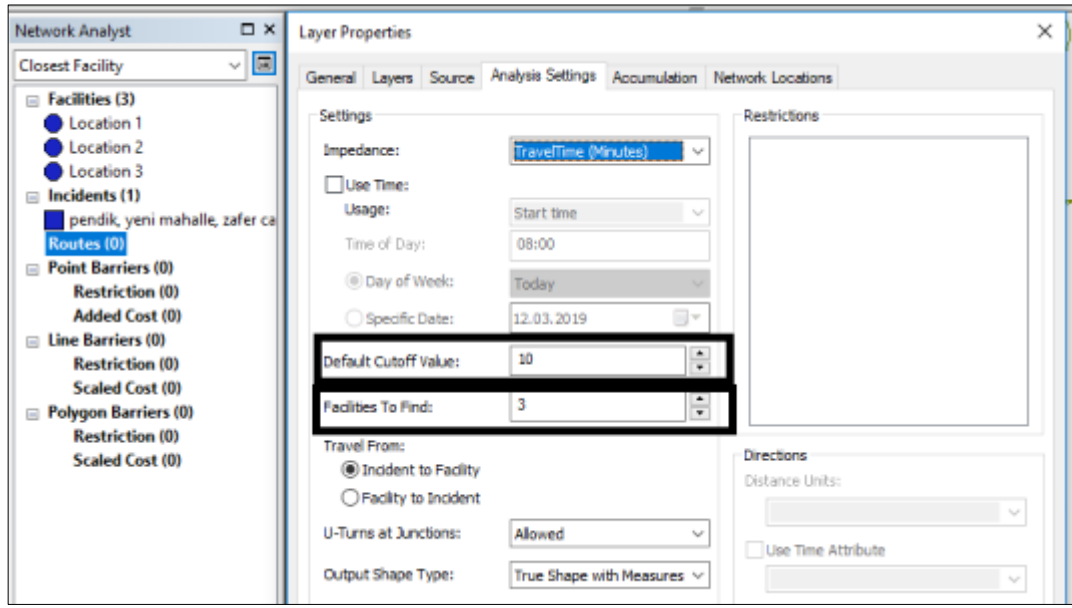 Network Analyst
Closest Facility
Facilities (3)
Location 1
Location 2
Location 3
Incidents (1)
pendik, yeni mahalle, zafer ca
Routes (0)
Point Barriers (0)
Restriction (0)
Added Cost (0)
Line Barriers (0)
Restriction (0)
Scaled Cost (0)
Polygon Barriers (0)
Restriction (0)
Scaled Cost (0)
Layer Properties
General Layers Source Analysis Settings Accumulation Network Locations
Settings
Impedance: TravelTime (Minutes)
Use Time:
Usage: Start time
Time of Day: 08:00
Day of Week: Today
Specific Date: 12.03.2019
Default Cutoff Value: 10
Facilities To Find: 3
Travel From:
Incident to Facility
Facility to Incident
U-Turns at Junctions: Allowed
Output Shape Type: True Shape with Measures
Restrictions
Directions
Distance Units:
Use Time Attribute